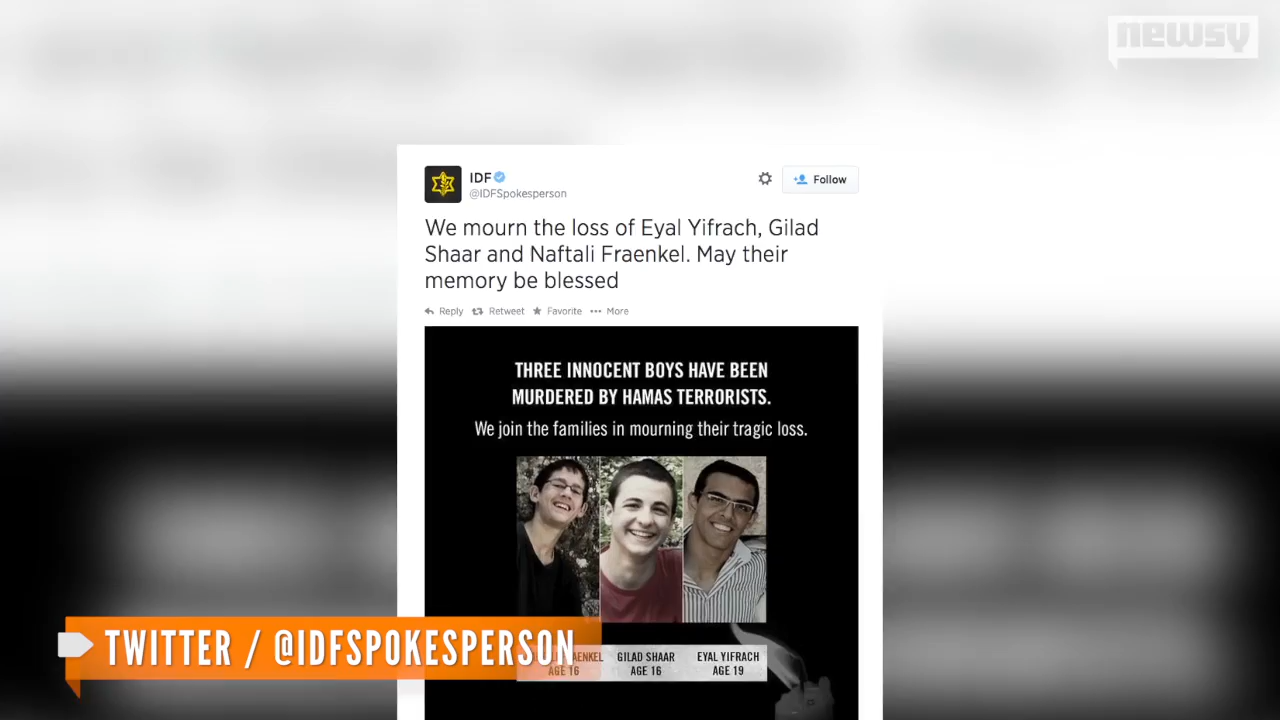 newsy
IDF
@IDFSpokesperson
Follow
We mourn the loss of Eyal Yifrach, Gilad
Shaar and Naftali Fraenkel. May their
memory be blessed
Reply Retweet Favorite More
THREE INNOCENT BOYS HAVE BEEN
MURDERED BY HAMAS TERRORISTS.
We join the families in mourning their tragic loss.
GILAD SHAAR EYAL YIFRACH
AGE 16 AGE 16 AGE 19
TWITTER / @IDFSPOKESPERSON